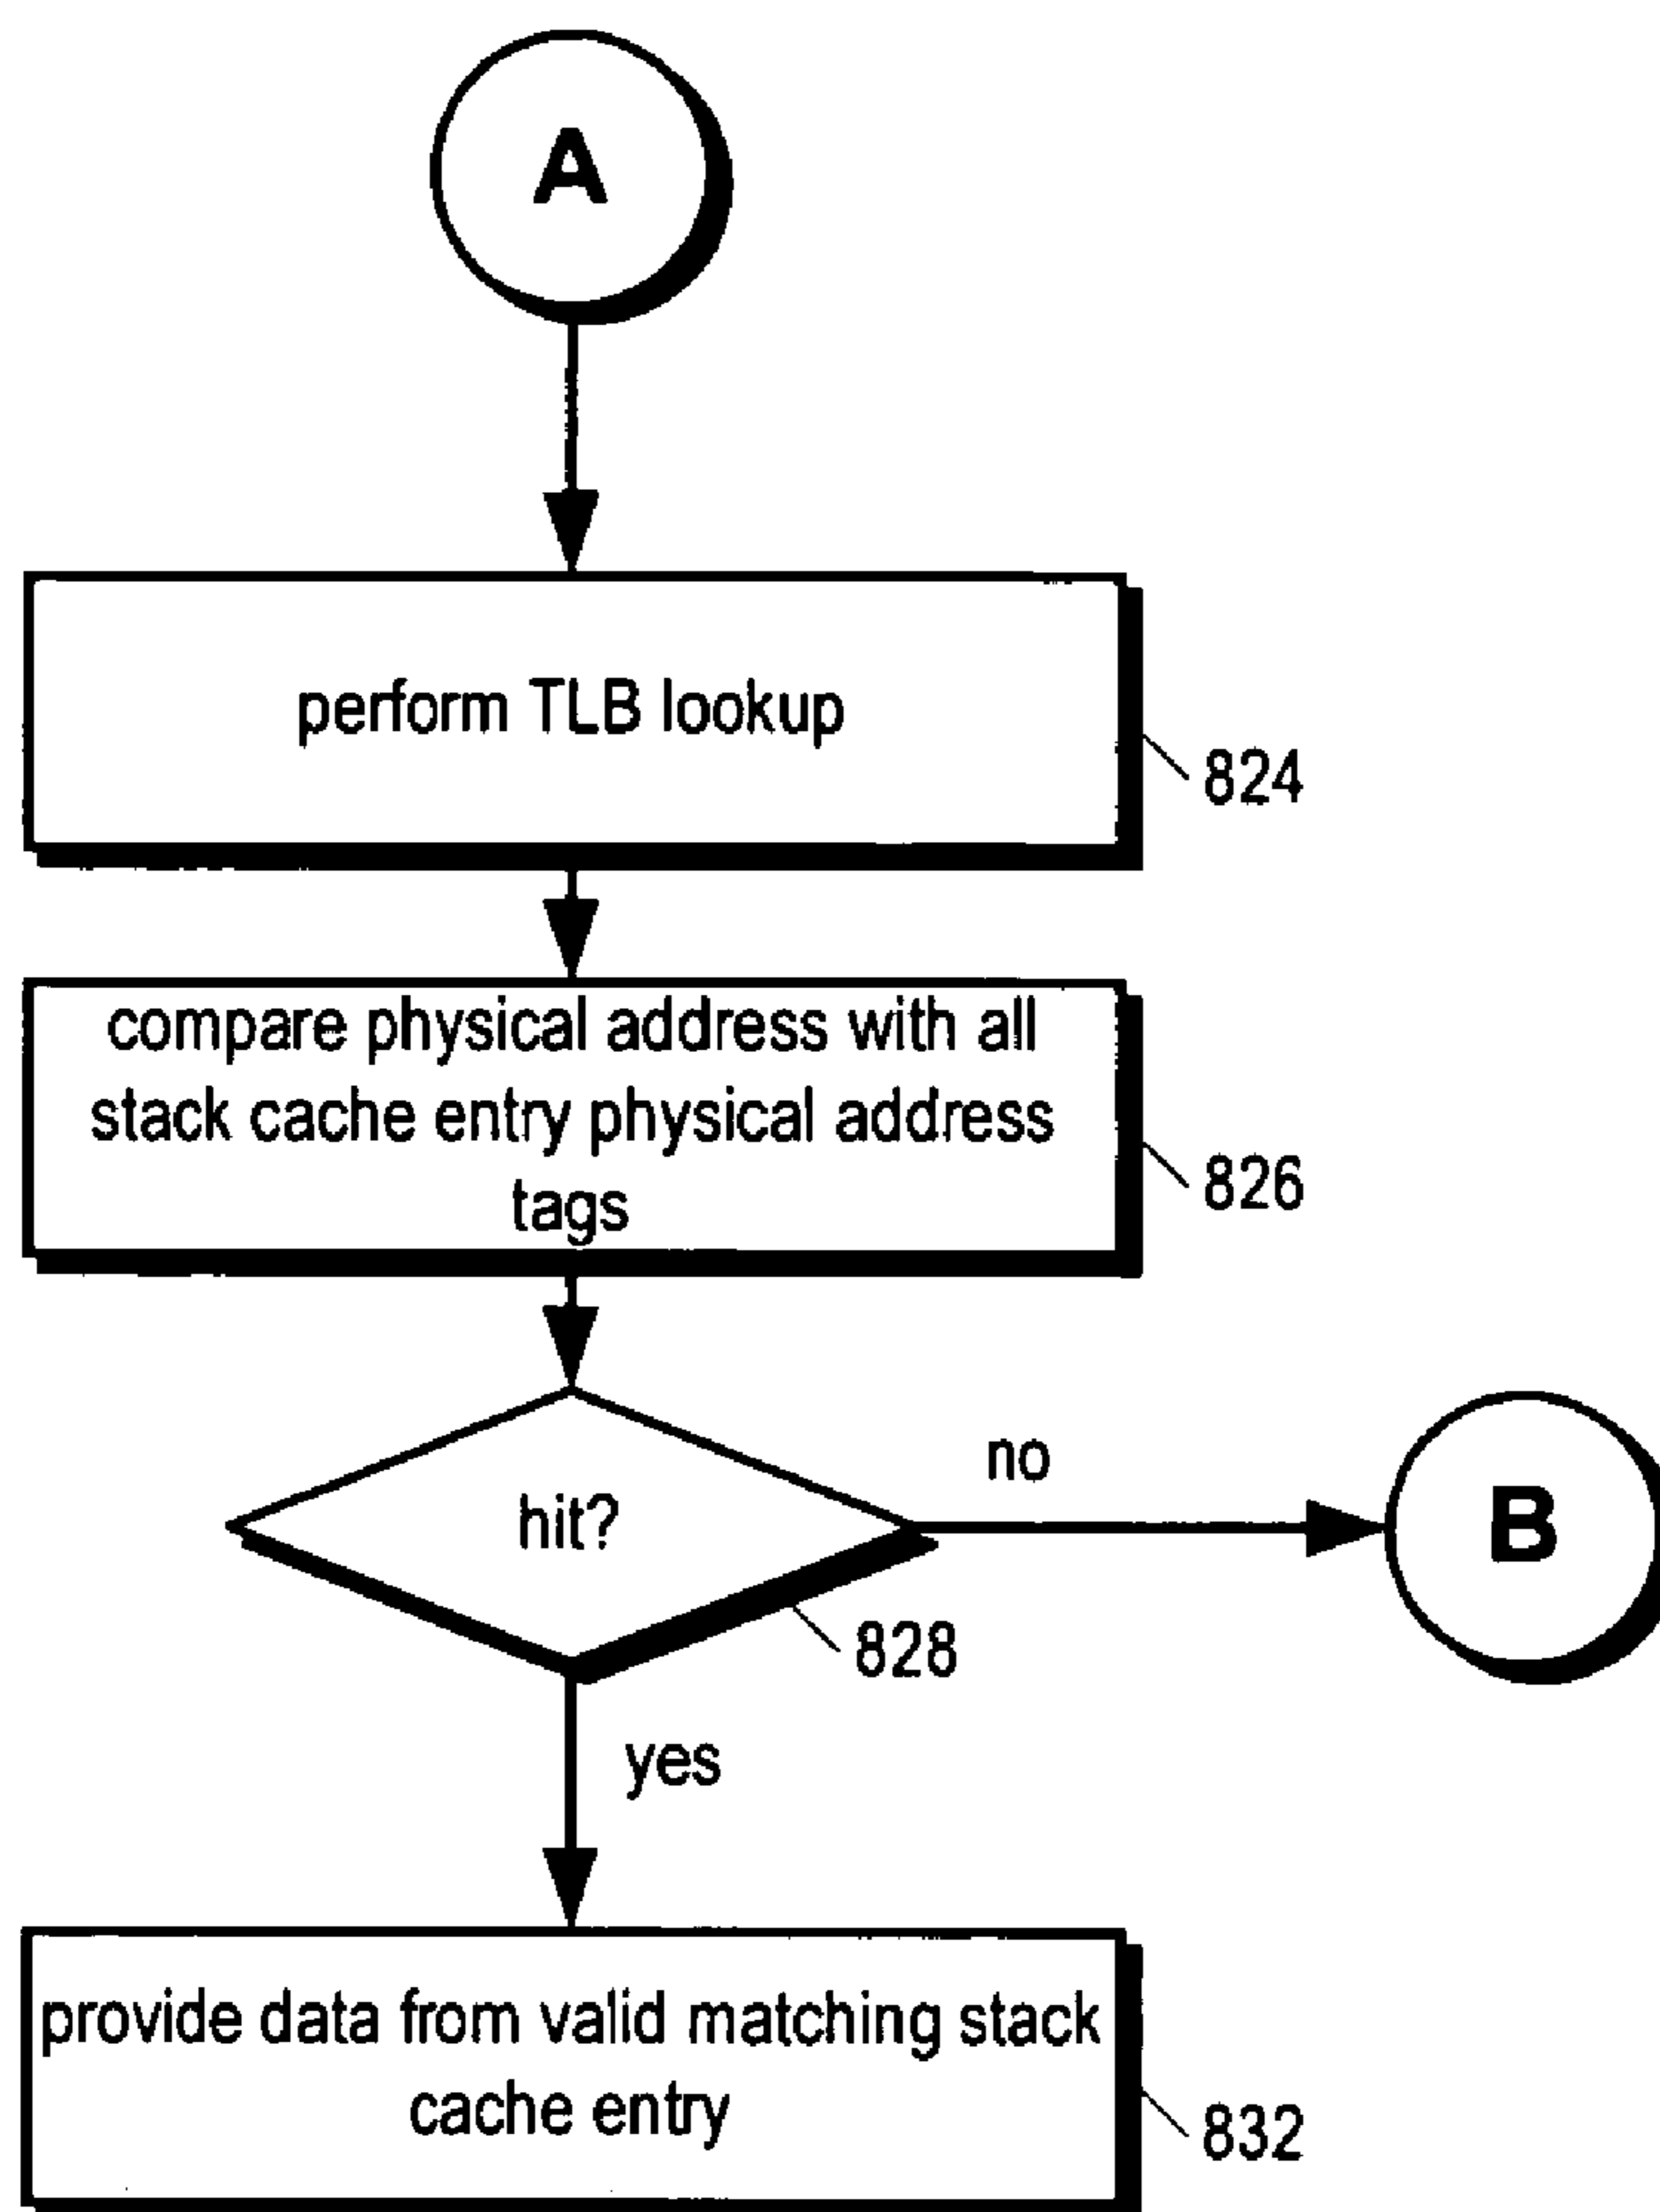 A
perform TLB lookup
824
compare physical address with all
stack cache entry physical address
tags
826
hit?
no
B
828
yes
provide data from valid matching stack
cache entry
832